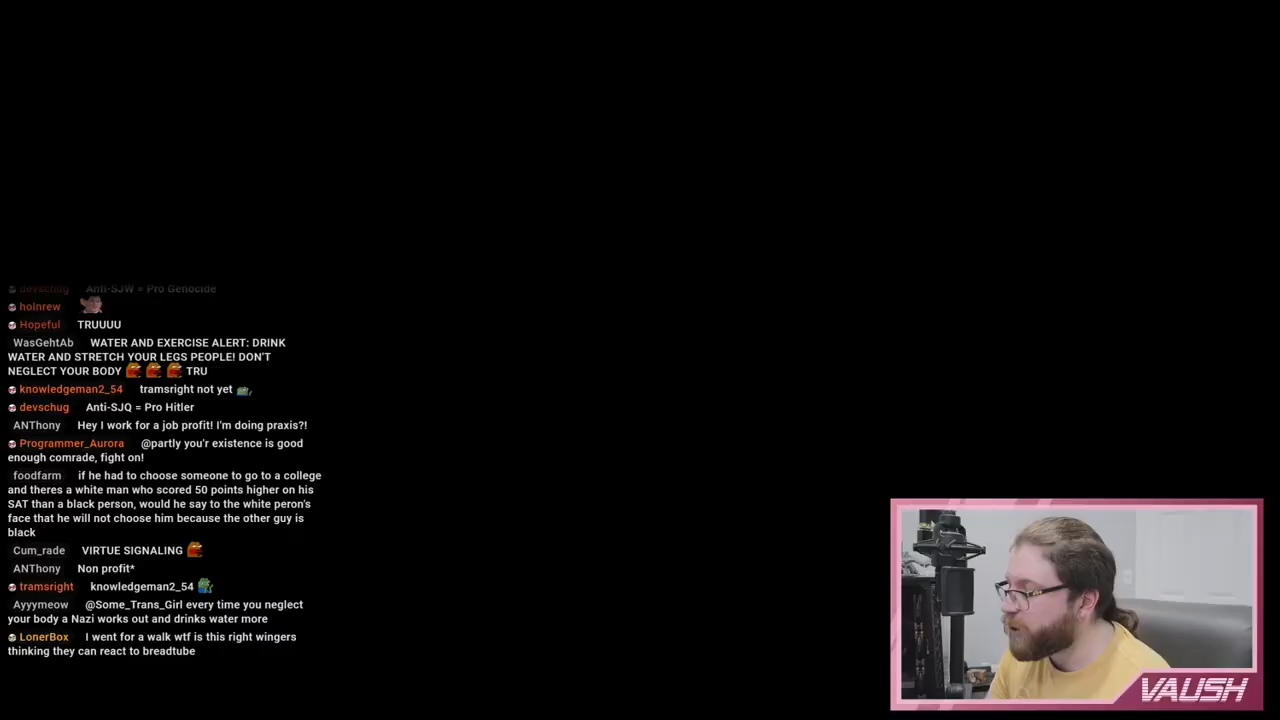 devschug Anti-SJW = Pro Genocide
holnrew
Hopeful TRUUUU
WasGehtAb WATER AND EXERCISE ALERT: DRINK
WATER AND STRETCH YOUR LEGS PEOPLE! DON'T
NEGLECT YOUR BODY TRU
knowledgeman2_54 tramsright not yet
devschug Anti-SJQ = Pro Hitler
ANThony Hey I work for a job profit! I'm doing praxis?!
Programmer_Aurora @partly you'r existence is good
enough comrade, fight on!
foodfarm if he had to choose someone to go to a college
and theres a white man who scored 50 points higher on his
SAT than a black person, would he say to the white peron's
face that he will not choose him because the other guy is
black
Cum_rade VIRTUE SIGNALING
ANThony Non profit*
tramsright knowledgeman2_54
Ayyymeow @Some_Trans_Girl every time you neglect
your body a Nazi works out and drinks water more
LonerBox I went for a walk wtf is this right wingers
thinking they can react to breadtube
VAUSH